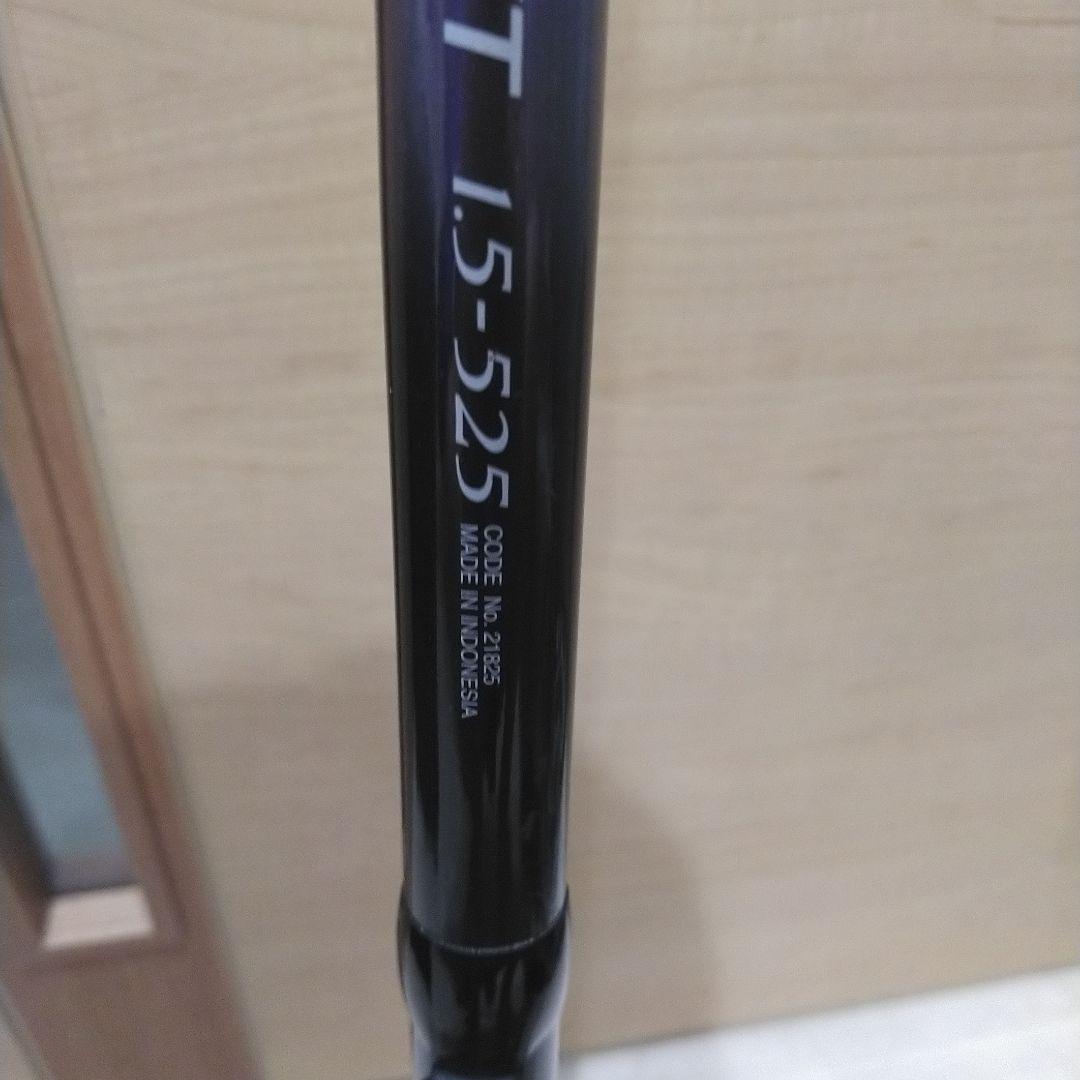 T 1.5-525
CODE No. 21825
MADE IN INDONESIA